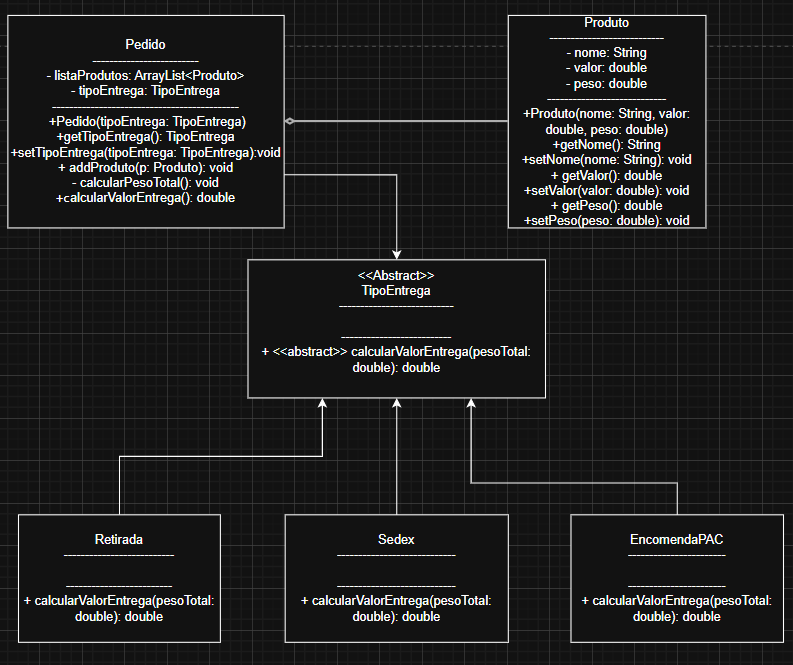 Pedido
-------------------------
- listaProdutos: ArrayList<Produto>
- tipoEntrega: TipoEntrega
--------------------------------------------
+Pedido(tipoEntrega: TipoEntrega)
+getTipoEntrega(): TipoEntrega
+setTipoEntrega(tipoEntrega: TipoEntrega):void
+ addProduto(p: Produto): void
- calcularPesoTotal(): void
+calcularValorEntrega(): double
Produto
---------------------------
- nome: String
- valor: double
- peso: double
----------------------------
+Produto(nome: String, valor:
double, peso: double)
+getNome(): String
+setNome(nome: String): void
+ getValor(): double
+setValor(valor: double): void
+ getPeso(): double
+setPeso(peso: double): void
<<Abstract>>
TipoEntrega
---------------------------
--------------------------
+ <<abstract>> calcularValorEntrega(pesoTotal:
double): double
Retirada
--------------------------
-------------------------
+ calcularValorEntrega(pesoTotal:
double): double
Sedex
----------------------------
----------------------------
+ calcularValorEntrega(pesoTotal:
double): double
EncomendaPAC
-----------------------
-----------------------
+ calcularValorEntrega(pesoTotal:
double): double